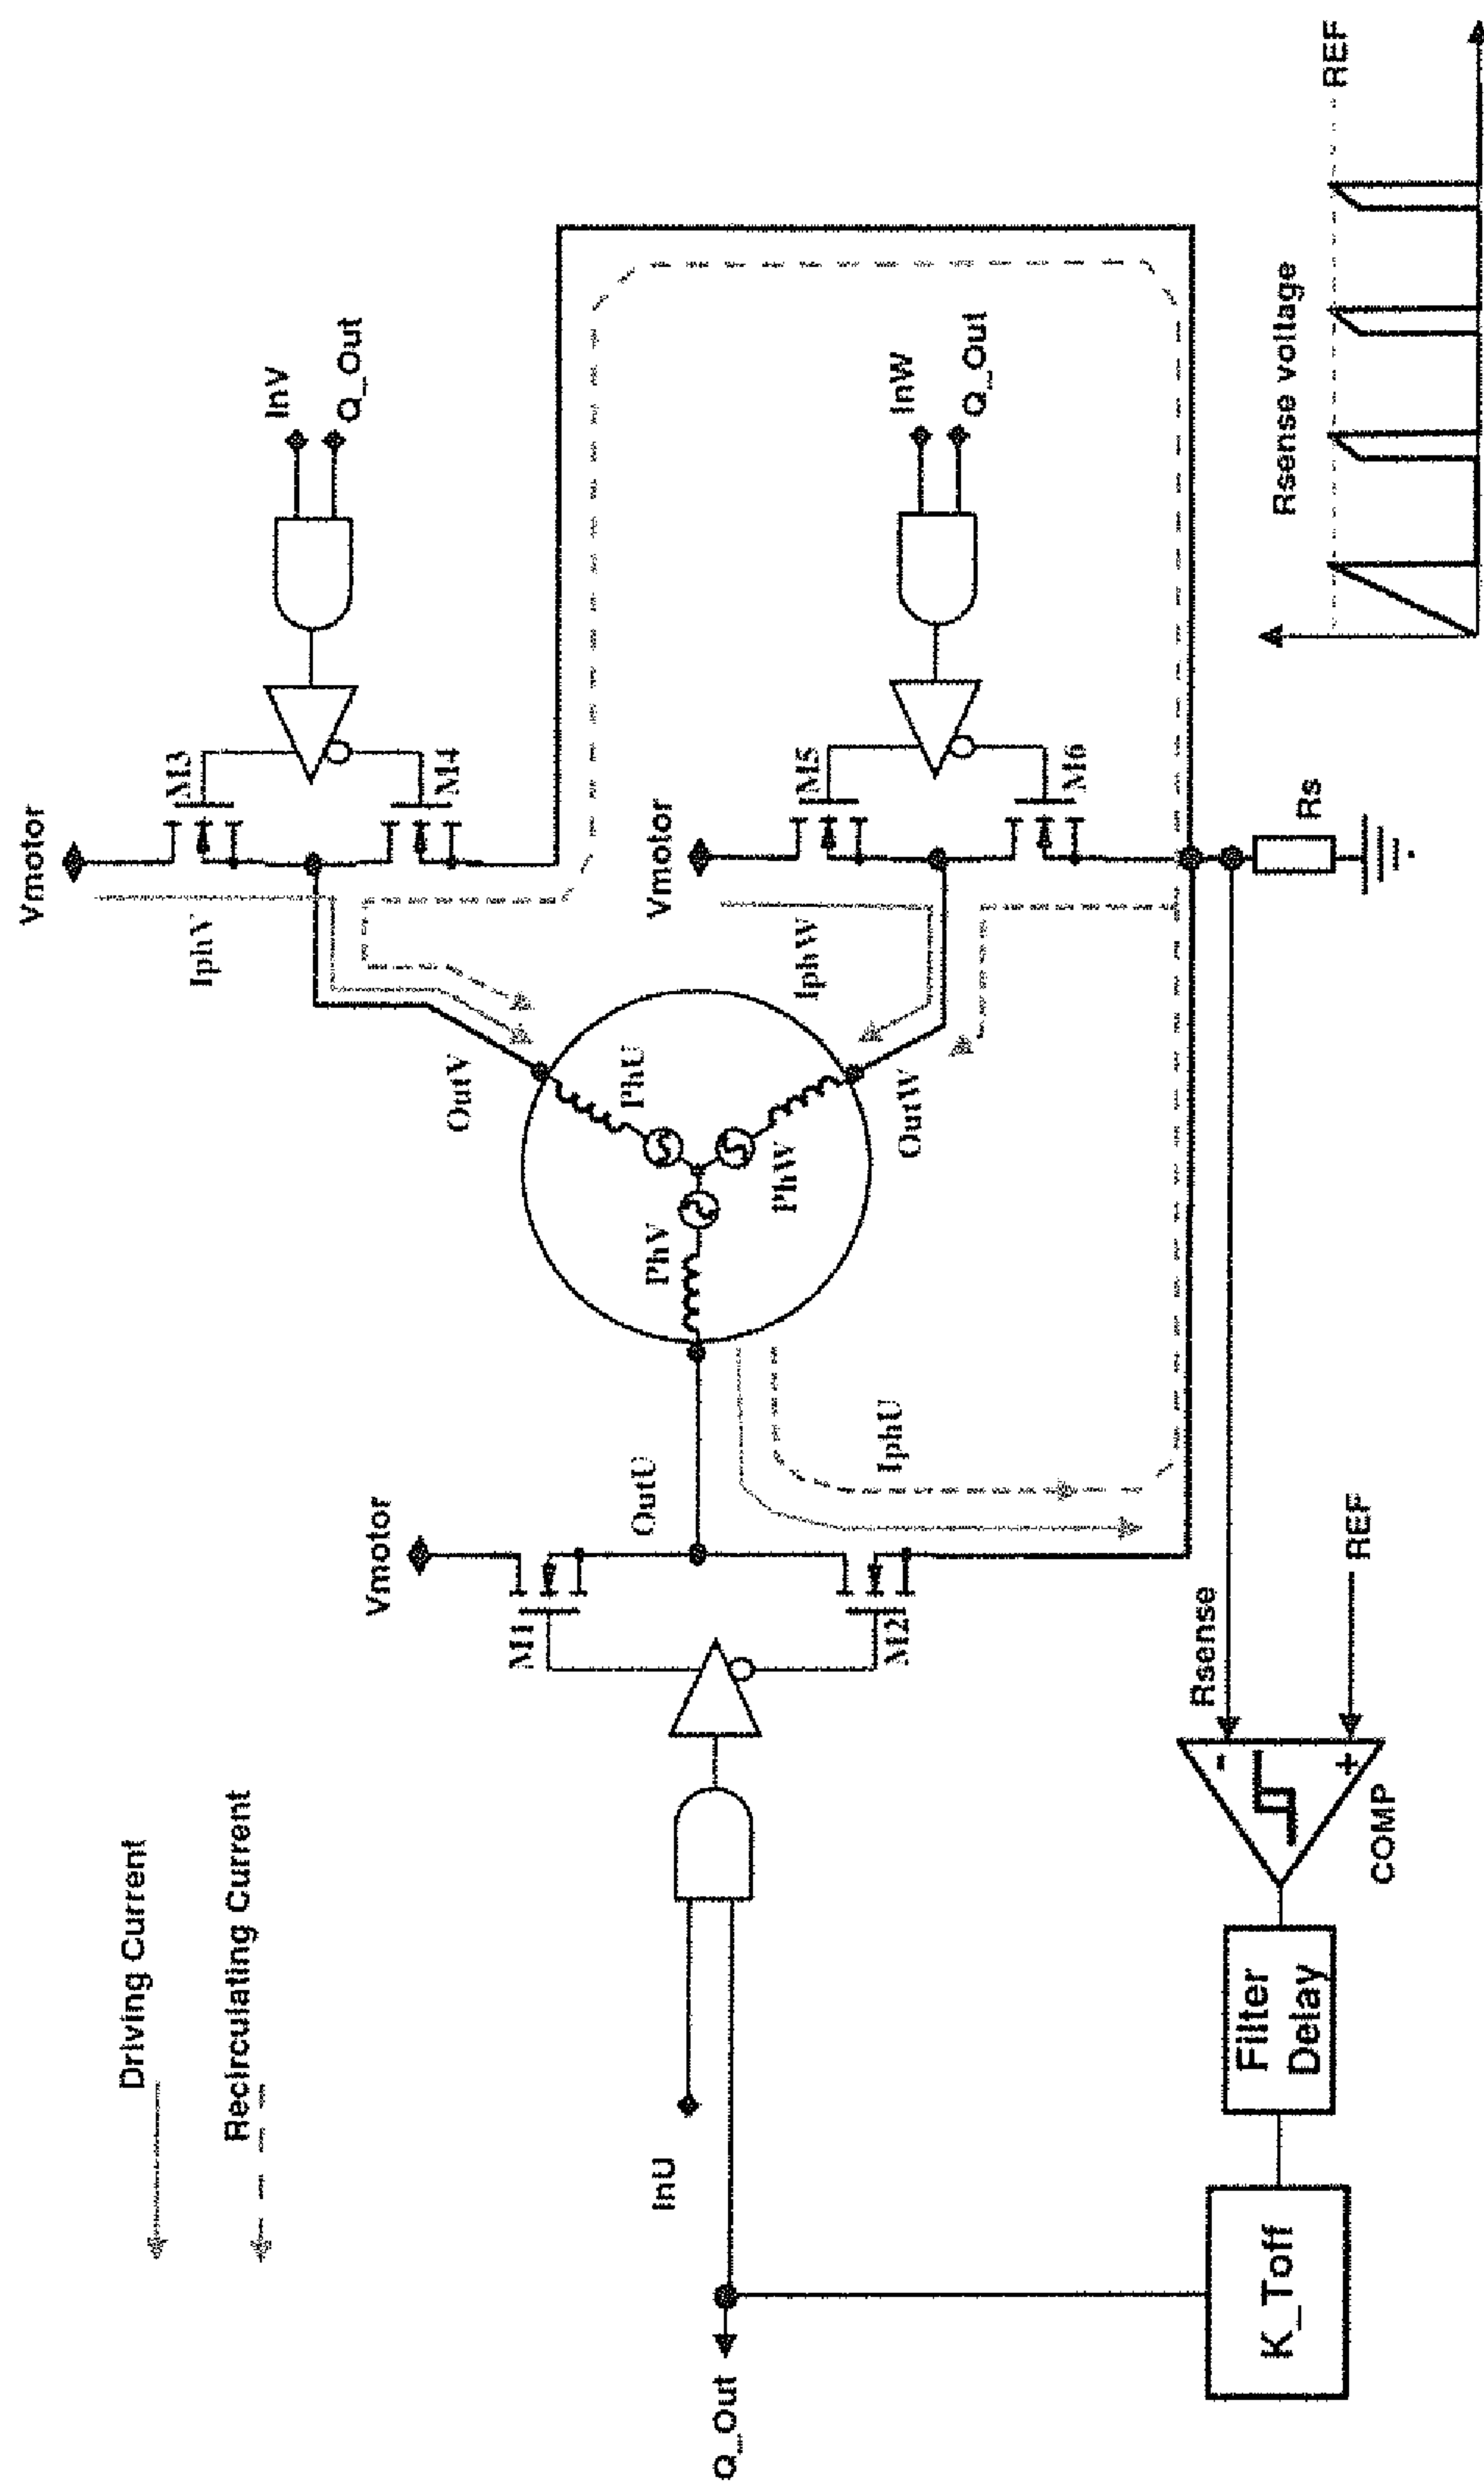 Driving Current
Recirculating Current
Vmotor
Vmotor
Vmotor
M1
M2
M3
M4
M5
M6
InU
InV
Q_Out
InW
Q_Out
Q_Out
OutU
OutV
OutW
IphU
IphV
IphW
PhV
PhU
PhW
Rs
K_Toff
Filter
Delay
-
+
COMP
Rsense
REF
Rsense voltage
REF